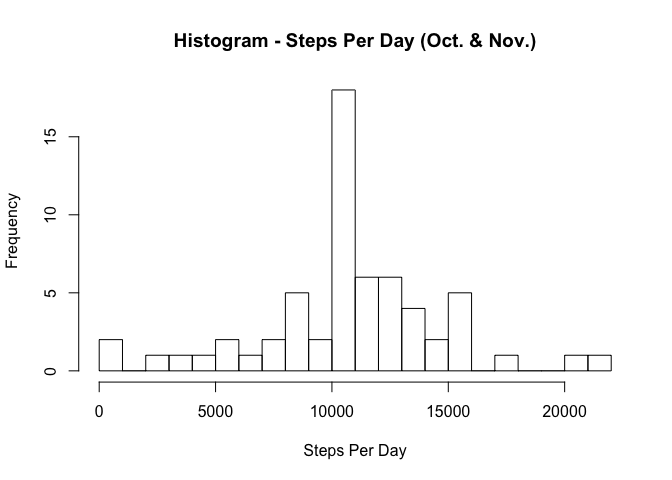 Histogram - Steps Per Day (Oct. & Nov.)
Frequency
15
10
5
0
0 5000 10000 15000 20000
Steps Per Day